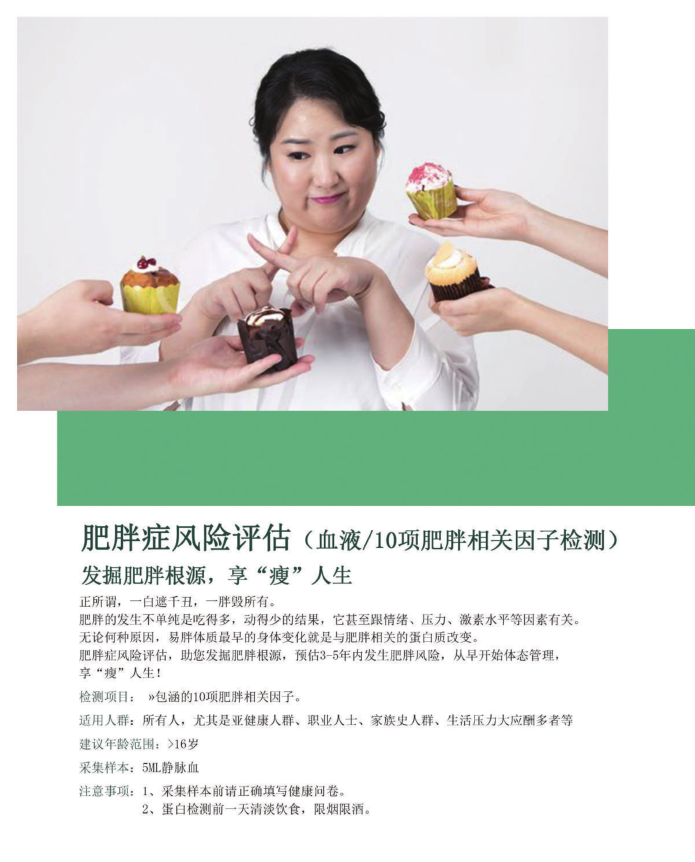 肥胖症风险评估（血液/10项肥胖相关因子检测）
发掘肥胖根源，享“瘦”人生
正所谓，一白遮千丑，一胖毁所有。
肥胖的发生不单纯是吃得多，动得少的结果，它甚至跟情绪、压力、激素水平等因素有关。
无论何种原因，易胖体质最早的身体变化就是与肥胖相关的蛋白质改变。
肥胖症风险评估，助您发掘肥胖根源，预估3-5年内发生肥胖风险，从早开始体态管理，
享“瘦”人生！
检测项目： »包涵的10项肥胖相关因子。
适用人群：所有人，尤其是亚健康人群、职业人士、家族史人群、生活压力大应酬多者等
建议年龄范围：>16岁
采集样本：5ML静脉血
注意事项：1、采集样本前请正确填写健康问卷。
2、蛋白检测前一天清淡饮食，限烟限酒。